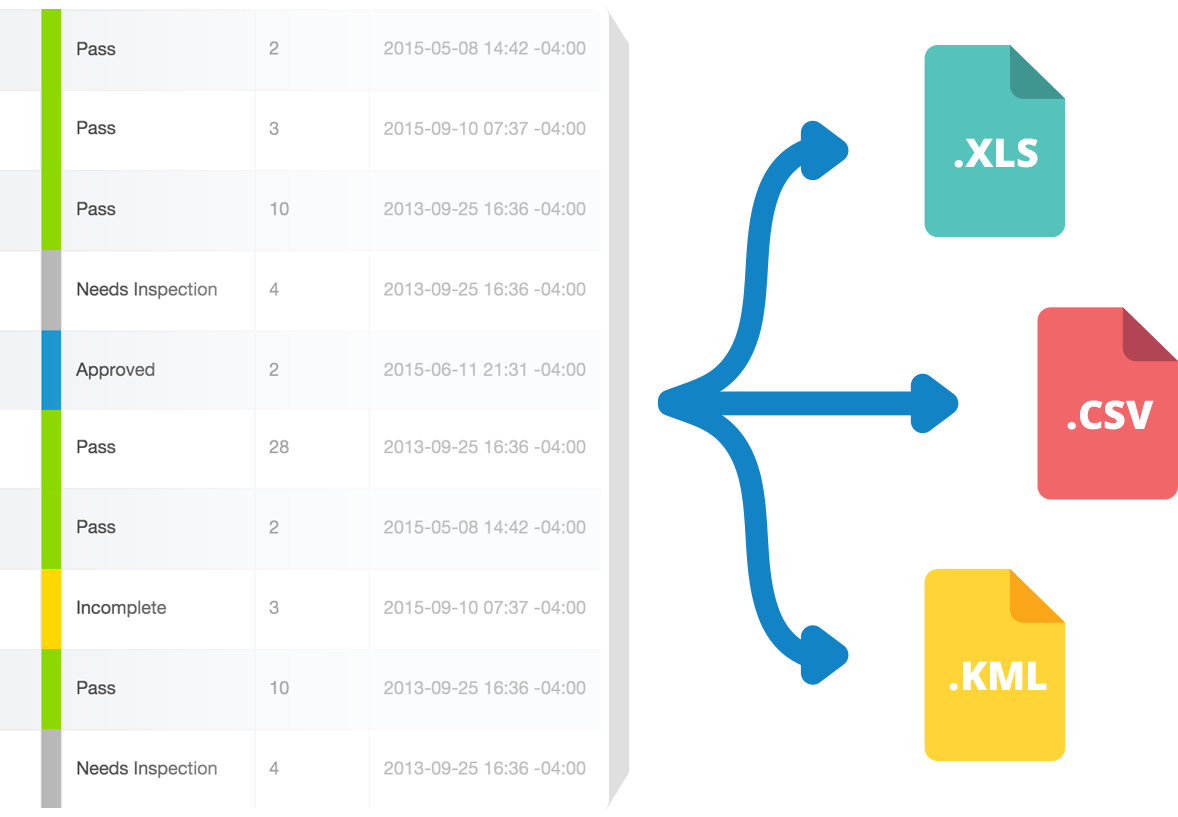 Pass 2 2015-05-08 14:42 -04:00
Pass 3 2015-09-10 07:37 -04:00
Pass 10 2013-09-25 16:36 -04:00
Needs Inspection 4 2013-09-25 16:36 -04:00
Approved 2 2015-06-11 21:31 -04:00
Pass 28 2013-09-25 16:36 -04:00
Pass 2 2015-05-08 14:42 -04:00
Incomplete 3 2015-09-10 07:37 -04:00
Pass 10 2013-09-25 16:36 -04:00
Needs Inspection 4 2013-09-25 16:36 -04:00
.XLS
.CSV
.KML